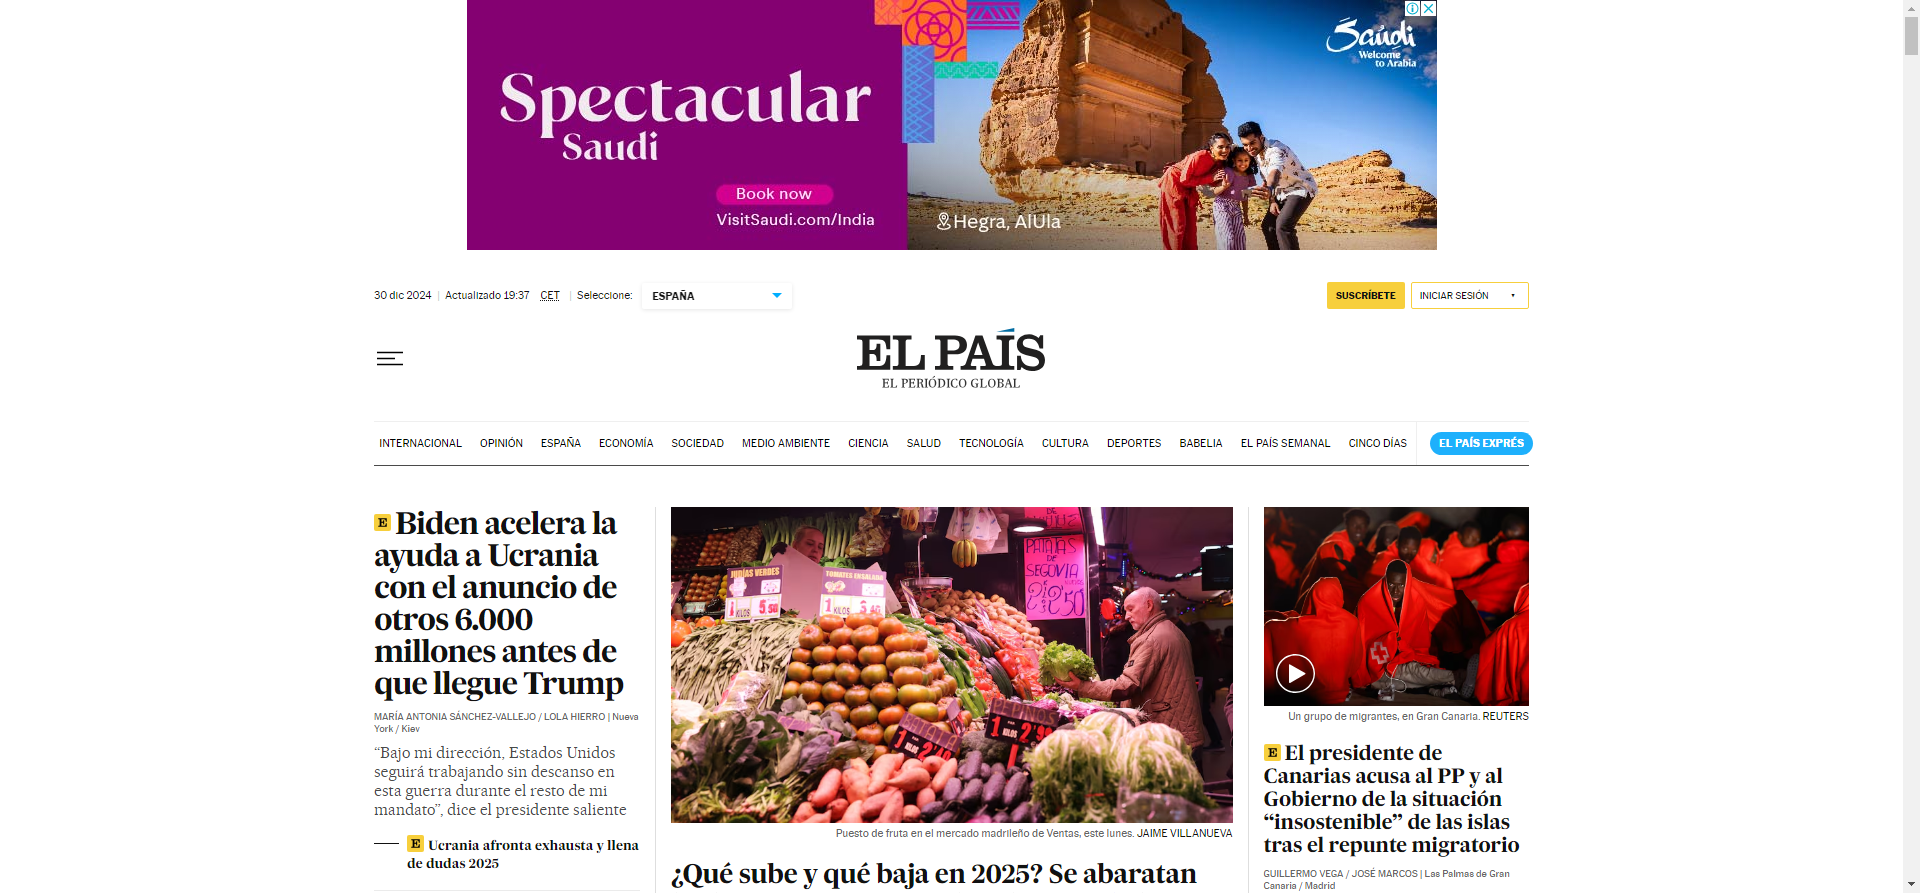 Spectacular
Saudi
Book now
VisitSaudi.com/India
Hegra, AlUla
Saudi
Welcome
to Arabia
30 dic 2024 | Actualizado 19:37 CET | Seleccione: ESPAÑA
SUSCRÍBETE
INICIAR SESIÓN
EL PAÍS
EL PERIÓDICO GLOBAL
INTERNACIONAL OPINIÓN ESPAÑA ECONOMÍA SOCIEDAD MEDIO AMBIENTE CIENCIA SALUD TECNOLOGÍA CULTURA DEPORTES BABELIA EL PAÍS SEMANAL CINCO DÍAS EL PAÍS EXPRÉS
E Biden acelera la
ayuda a Ucrania
con el anuncio de
otros 6.000
millones antes de
que llegue Trump
MARÍA ANTONIA SÁNCHEZ-VALLEJO / LOLA HIERRO | Nueva
York / Kiev
“Bajo mi dirección, Estados Unidos
seguirá trabajando sin descanso en
esta guerra durante el resto de mi
mandato”, dice el presidente saliente
E Ucrania afronta exhausta y llena
de dudas 2025
JUDÍAS VERDES
1 KILOS 5,50
TOMATES ENSALADA
1 KILOS
PATATAS
DE
SEGOVIA
PEPINOS
1 KILOS 2,99
1 KILOS 2,49
Puesto de fruta en el mercado madrileño de Ventas, este lunes. JAIME VILLANUEVA
¿Qué sube y qué baja en 2025? Se abaratan
Un grupo de migrantes, en Gran Canaria. REUTERS
E El presidente de
Canarias acusa al PP y al
Gobierno de la situación
“insostenible” de las islas
tras el repunte migratorio
GUILLERMO VEGA / JOSÉ MARCOS | Las Palmas de Gran
Canaria / Madrid